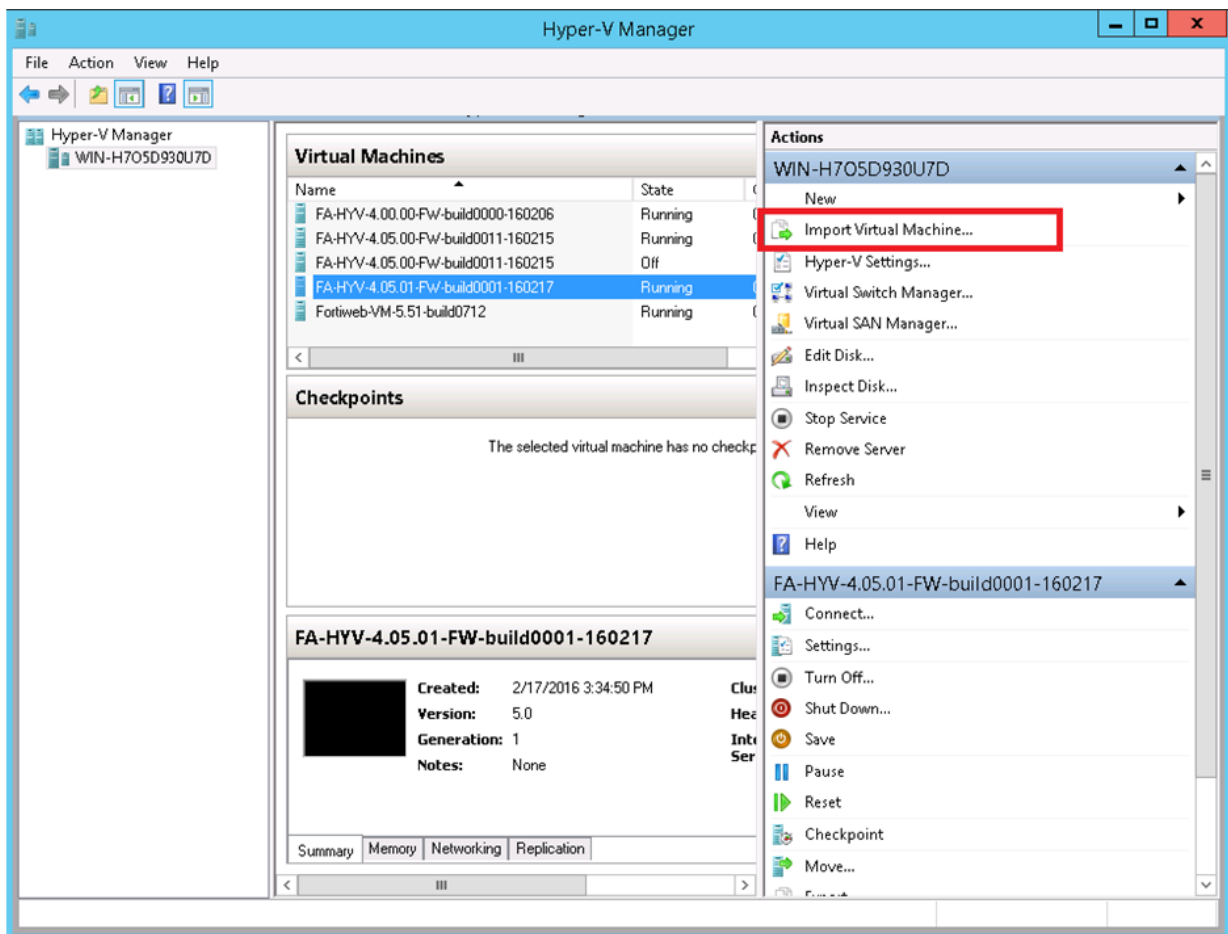 Hyper-V Manager
File Action View Help
Hyper-V Manager
WIN-H7O5D930U7D
Virtual Machines
Name State
FA-HYV-4.00.00-FW-build0000-160206 Running
FA-HYV-4.05.00-FW-build0011-160215 Running
FA-HYV-4.05.00-FW-build0011-160215 Off
FA-HYV-4.05.01-FW-build0001-160217 Running
Fortiweb-VM-5.51-build0712 Running
Checkpoints
The selected virtual machine has no checkp
FA-HYV-4.05.01-FW-build0001-160217
Created: 2/17/2016 3:34:50 PM Clus
Version: 5.0 Hea
Generation: 1 Inte
Notes: None Ser
Summary Memory Networking Replication
Actions
WIN-H7O5D930U7D
New
Import Virtual Machine...
Hyper-V Settings...
Virtual Switch Manager...
Virtual SAN Manager...
Edit Disk...
Inspect Disk...
Stop Service
Remove Server
Refresh
View
Help
FA-HYV-4.05.01-FW-build0001-160217
Connect...
Settings...
Turn Off...
Shut Down...
Save
Pause
Reset
Checkpoint
Move...